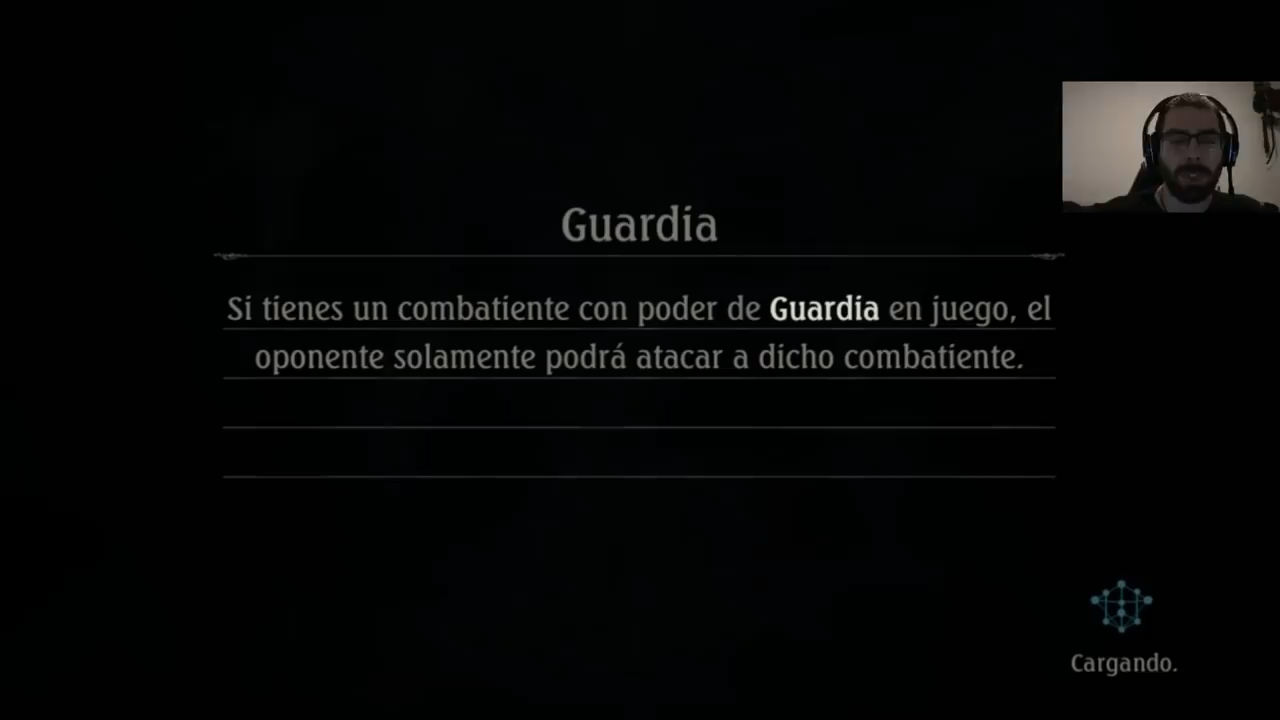 Guardia
Si tienes un combatiente con poder de Guardia en juego, el
oponente solamente podrá atacar a dicho combatiente.
Cargando.